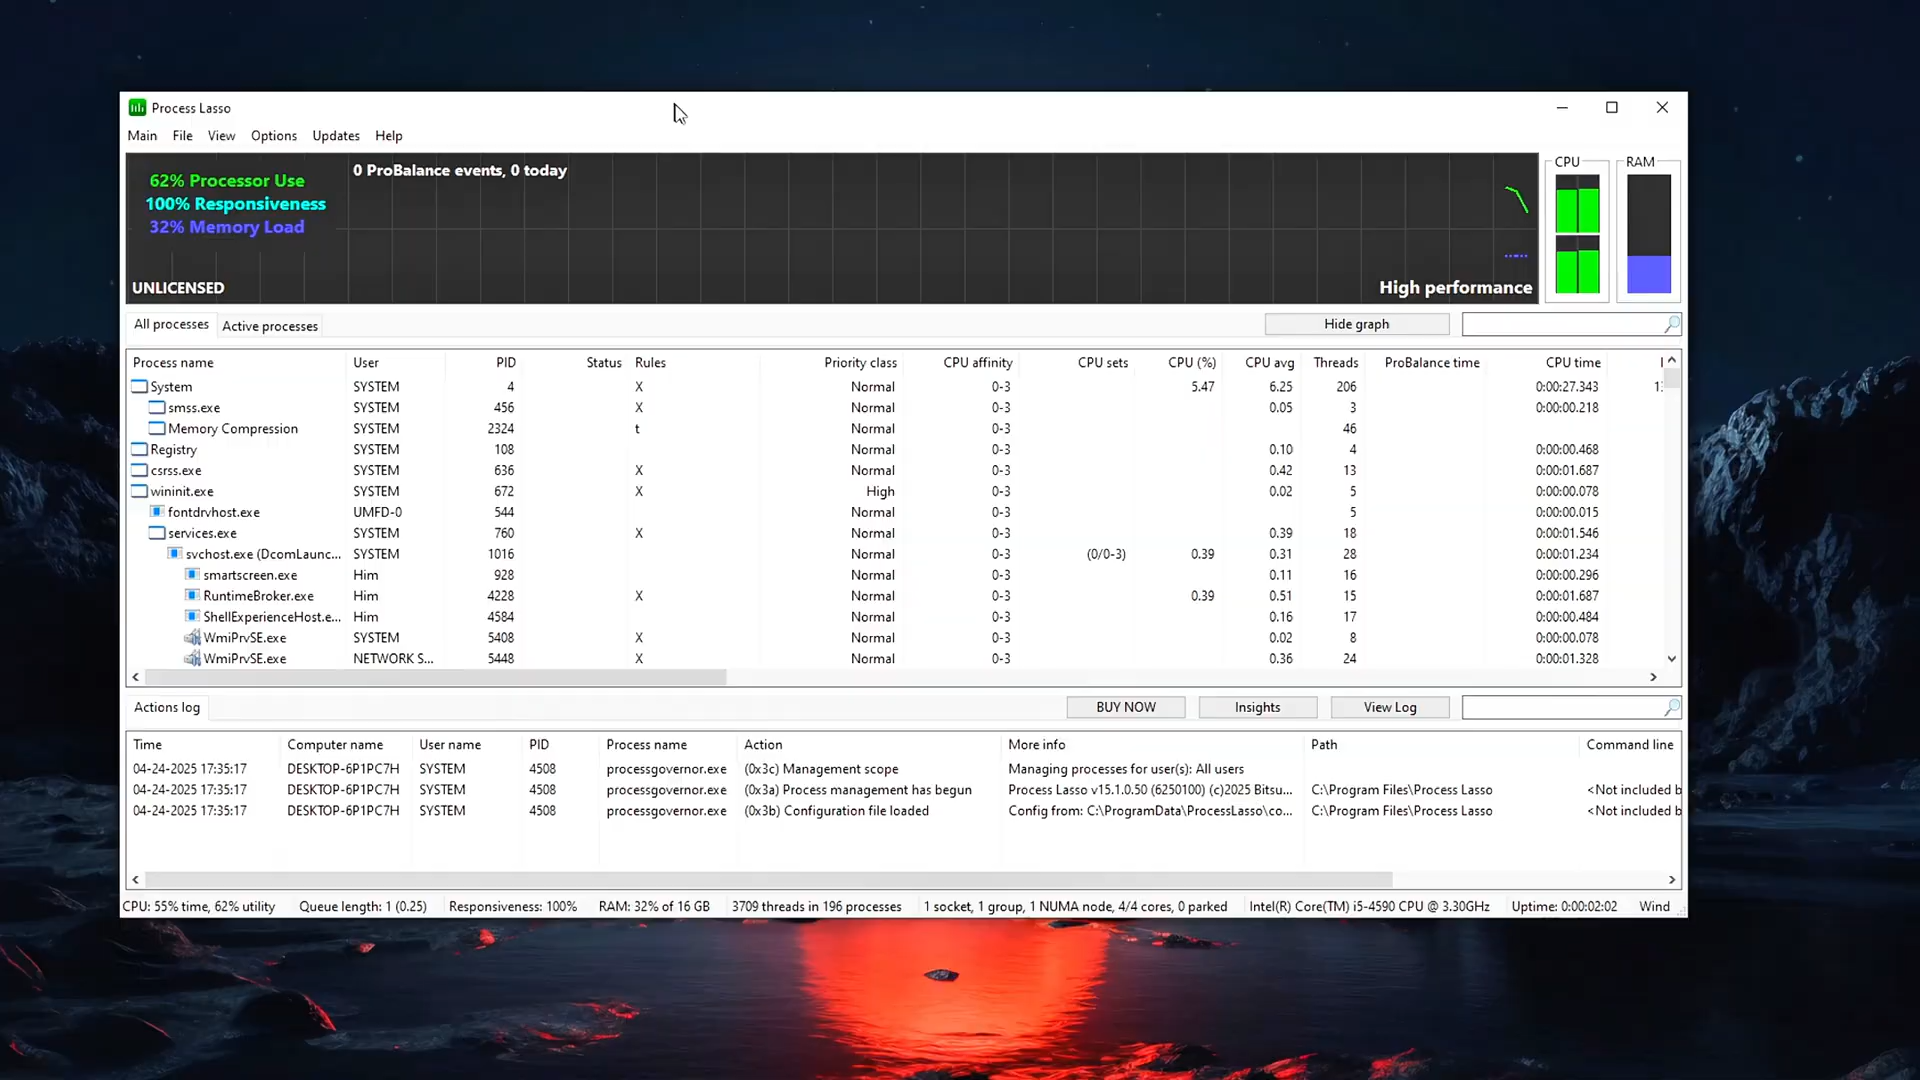 Process Lasso
Main File View Options Updates Help
62% Processor Use
100% Responsiveness
32% Memory Load
0 ProBalance events, 0 today
UNLICENSED
High performance
CPU
RAM
All processes Active processes Hide graph
Process name User PID Status Rules Priority class CPU affinity CPU sets CPU (%) CPU avg Threads ProBalance time CPU time
System SYSTEM 4 X Normal 0-3 5.47 6.25 206 0:00:27.343
smss.exe SYSTEM 456 X Normal 0-3 0.05 3 0:00:00.218
Memory Compression SYSTEM 2324 t Normal 0-3 46
Registry SYSTEM 108 Normal 0-3 0.10 4 0:00:00.468
csrss.exe SYSTEM 636 X Normal 0-3 0.42 13 0:00:01.687
wininit.exe SYSTEM 672 X High 0-3 0.02 5 0:00:00.078
fontdrvhost.exe UMFD-0 544 Normal 0-3 5 0:00:00.015
services.exe SYSTEM 760 X Normal 0-3 0.39 18 0:00:01.546
svchost.exe (DcomLaunc... SYSTEM 1016 Normal 0-3 (0/0-3) 0.39 0.31 28 0:00:01.234
smartscreen.exe Him 928 Normal 0-3 0.11 16 0:00:00.296
RuntimeBroker.exe Him 4228 X Normal 0-3 0.39 0.51 15 0:00:01.687
ShellExperienceHost.e... Him 4584 Normal 0-3 0.16 17 0:00:00.484
WmiPrvSE.exe SYSTEM 5408 X Normal 0-3 0.02 8 0:00:00.078
WmiPrvSE.exe NETWORK S... 5448 X Normal 0-3 0.36 24 0:00:01.328
Actions log BUY NOW Insights View Log
Time Computer name User name PID Process name Action More info Path Command line
04-24-2025 17:35:17 DESKTOP-6P1PC7H SYSTEM 4508 processgovernor.exe (0x3c) Management scope Managing processes for user(s): All users
04-24-2025 17:35:17 DESKTOP-6P1PC7H SYSTEM 4508 processgovernor.exe (0x3a) Process management has begun Process Lasso v15.1.0.50 (6250100) (c)2025 Bitsu... C:\Program Files\Process Lasso <Not included b
04-24-2025 17:35:17 DESKTOP-6P1PC7H SYSTEM 4508 processgovernor.exe (0x3b) Configuration file loaded Config from: C:\ProgramData\ProcessLasso\co... C:\Program Files\Process Lasso <Not included b
CPU: 55% time, 62% utility Queue length: 1 (0.25) Responsiveness: 100% RAM: 32% of 16 GB 3709 threads in 196 processes 1 socket, 1 group, 1 NUMA node, 4/4 cores, 0 parked Intel(R) Core(TM) i5-4590 CPU @ 3.30GHz Uptime: 0:00:02:02 Wind